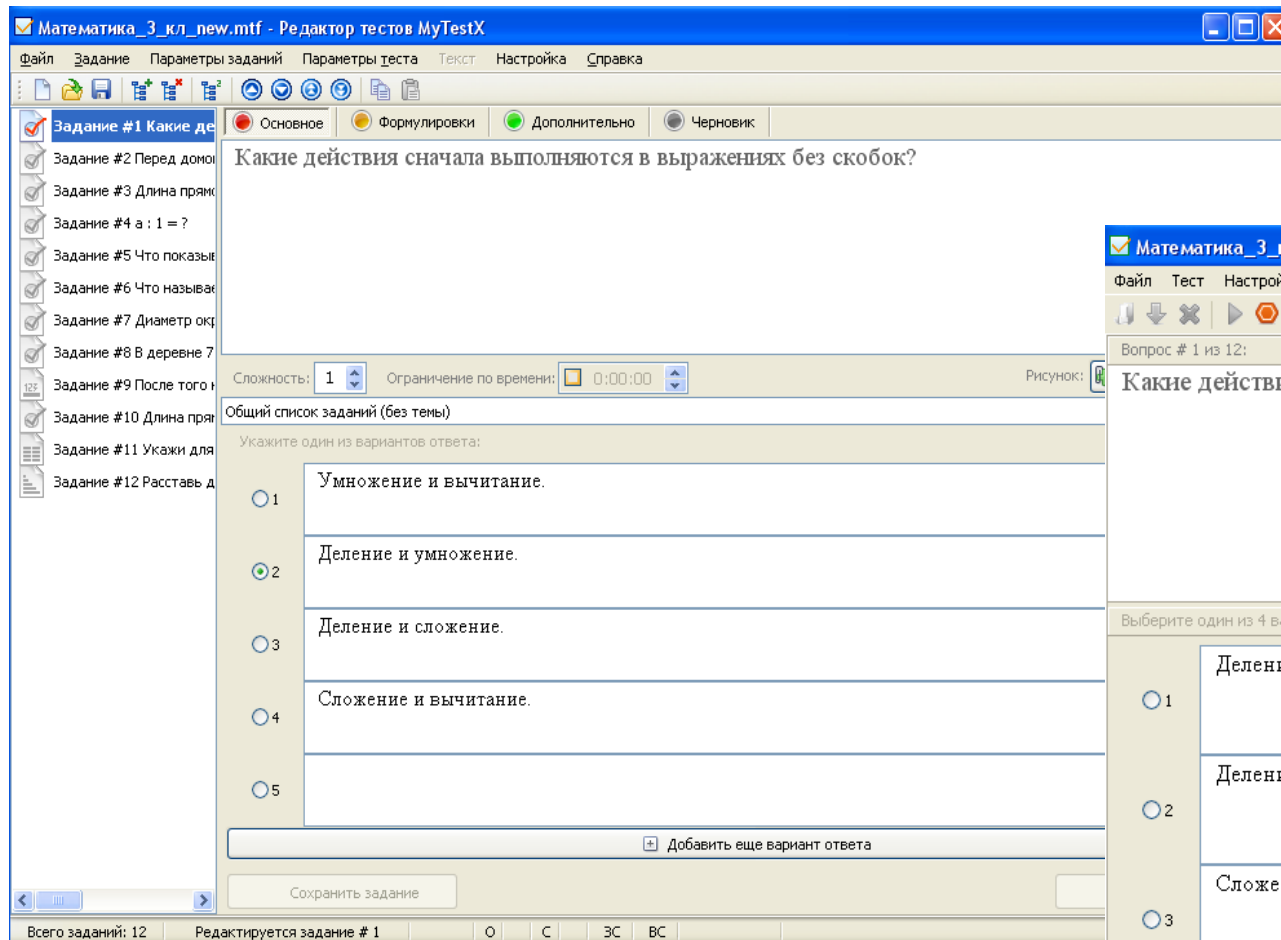 Математика_3_кл_new.mtf - Редактор тестов MyTestX
Файл Задание Параметры заданий Параметры теста Текст Настройка Справка
Задание #1 Какие де
Задание #2 Перед домо
Задание #3 Длина прям
Задание #4 а : 1 = ?
Задание #5 Что показы
Задание #6 Что называе
Задание #7 Диаметр окр
Задание #8 В деревне 7
Задание #9 После того н
Задание #10 Длина прям
Задание #11 Укажи для
Задание #12 Расставь д
Основное Формулировки Дополнительно Черновик
Какие действия сначала выполняются в выражениях без скобок?
Сложность: 1 Ограничение по времени: 0:00:00 Рисунок:
Общий список заданий (без темы)
Укажите один из вариантов ответа:
1 Умножение и вычитание.
2 Деление и умножение.
3 Деление и сложение.
4 Сложение и вычитание.
5
Добавить еще вариант ответа
Сохранить задание
Всего заданий: 12 Редактируется задание # 1 О С ЗС ВС
Математика_3_
Файл Тест Настрой
Вопрос # 1 из 12:
Какие действ
Выберите один из 4 в
1 Делен
2 Делен
3 Сложе